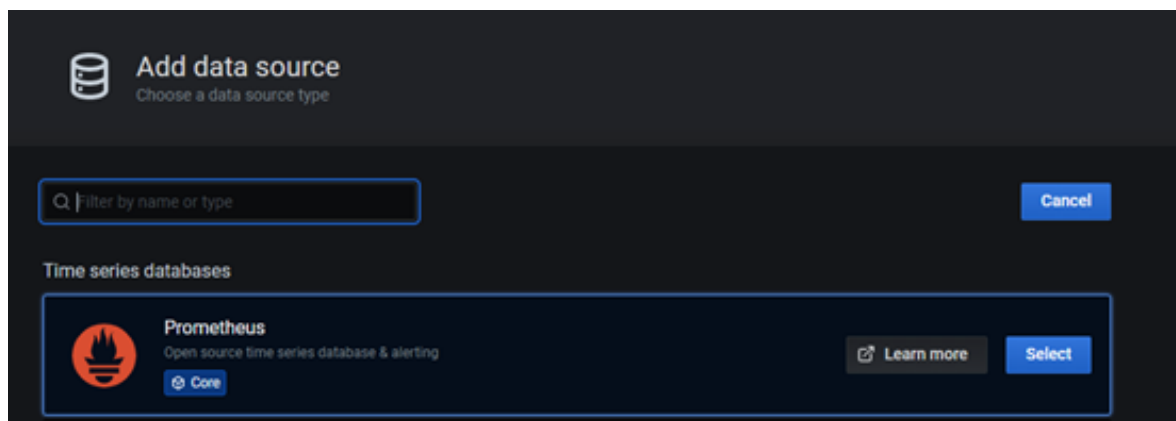 Add data source
Choose a data source type
Filter by name or type
Cancel
Time series databases
Prometheus
Open source time series database & alerting
Core
Learn more
Select